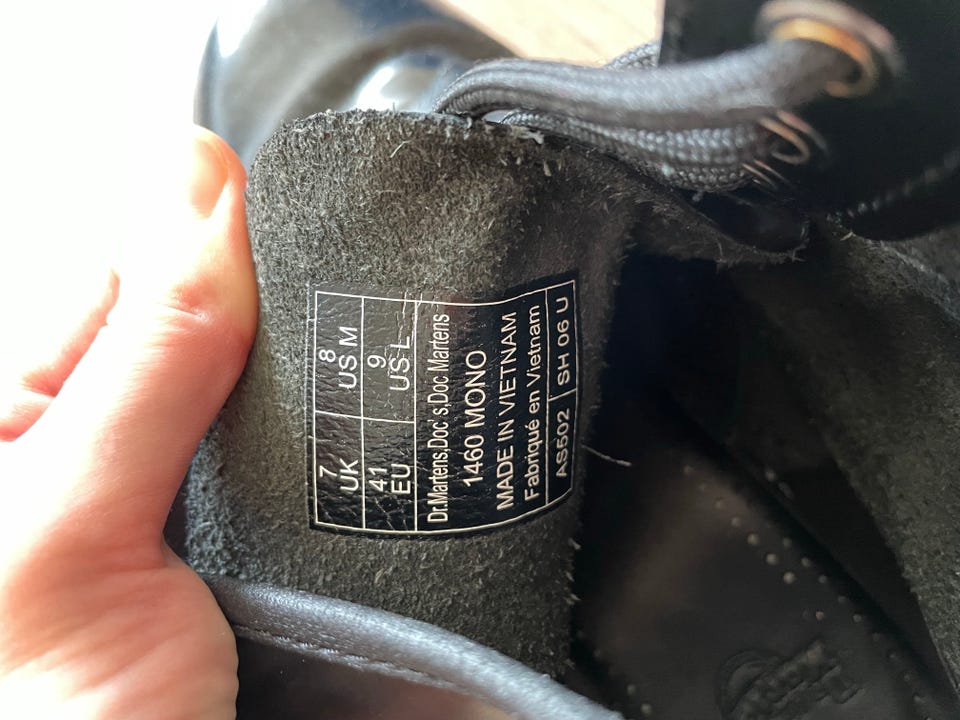 7 8
UK US M
41 9
EU US L
Dr.Martens,Doc's,Doc Martens
1460 MONO
MADE IN VIETNAM
Fabriqué en Vietnam
AS502 SH 06 U